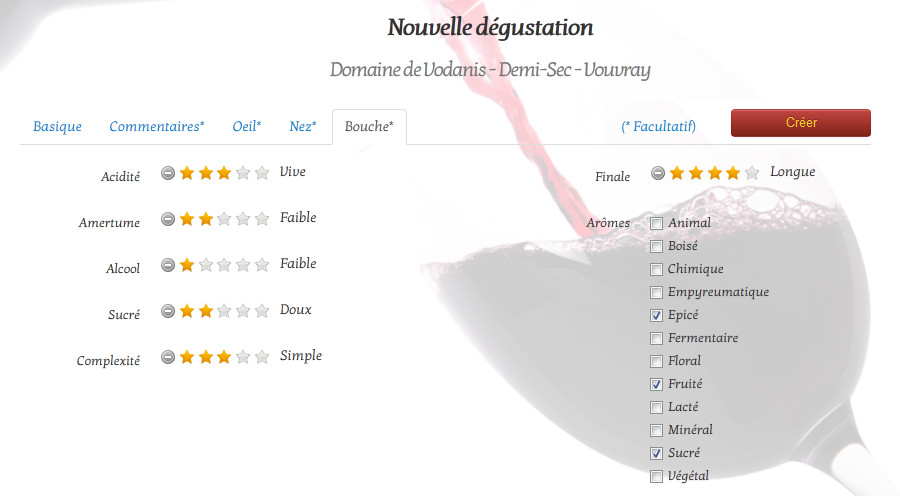 Nouvelle dégustation
Domaine de Vodanis - Demi-Sec - Vouvray
Basique Commentaires* Oeil* Nez* Bouche* (* Facultatif) Créer
Acidité Vive
Amertume Faible
Alcool Faible
Sucré Doux
Complexité Simple
Finale Longue
Arômes Animal
Boisé
Chimique
Empyreumatique
Epicé
Fermentaire
Floral
Fruité
Lacté
Minéral
Sucré
Végétal